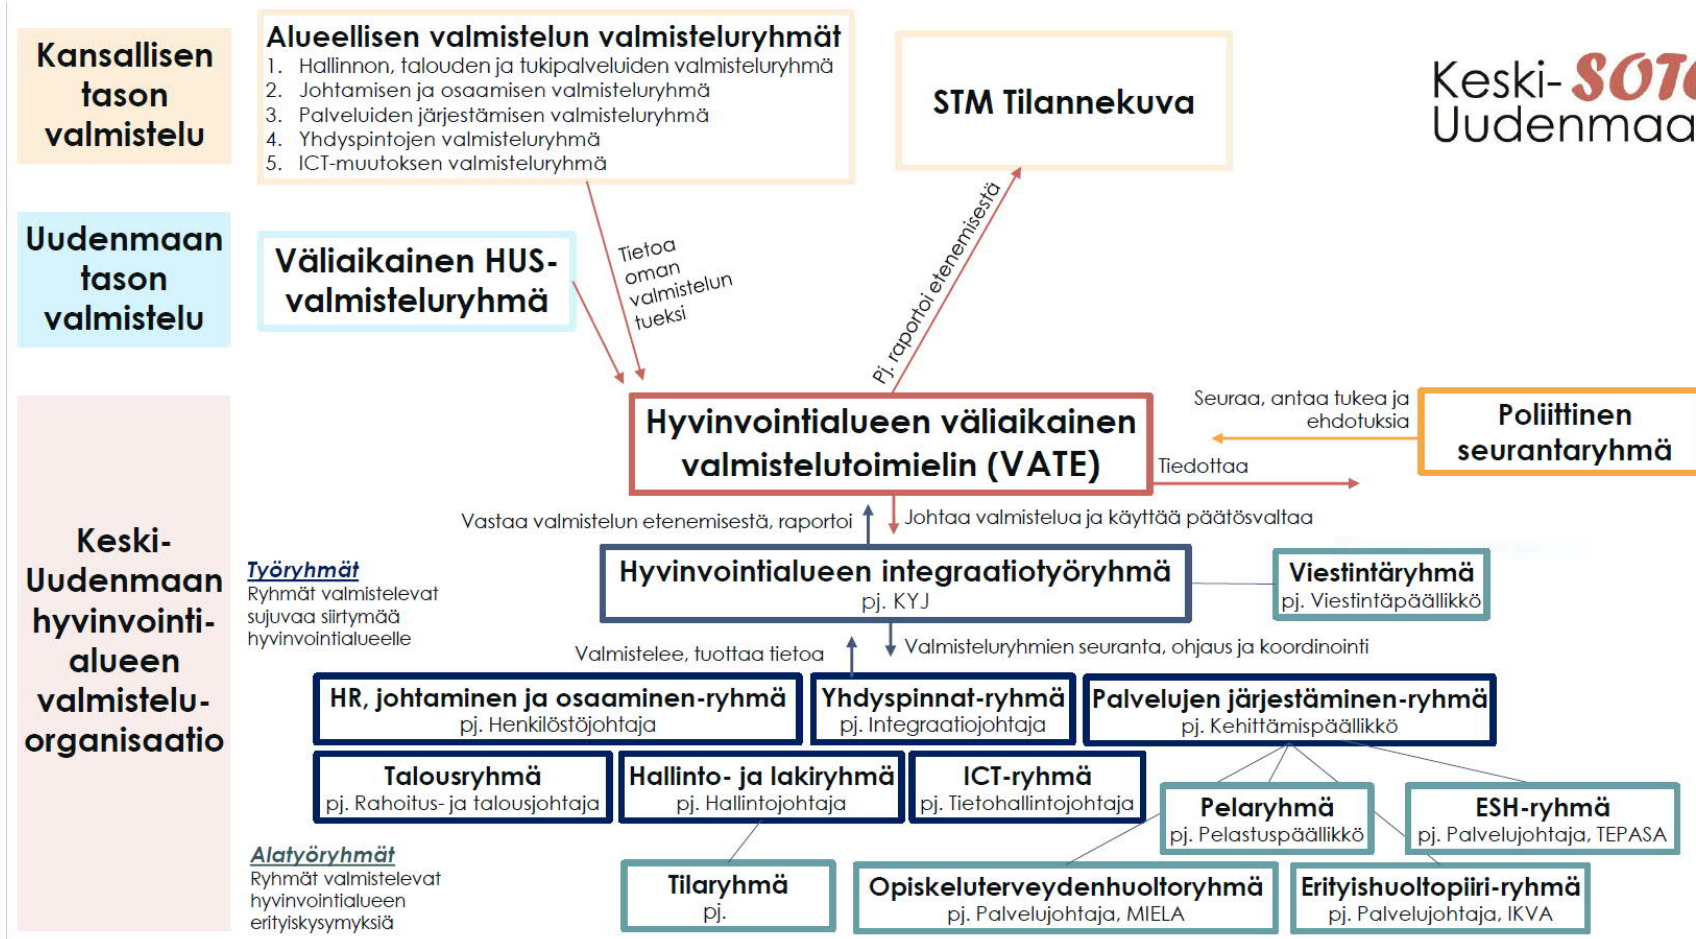 Kansallisen
tason
valmistelu
Alueellisen valmistelun valmisteluryhmät
1. Hallinnon, talouden ja tukipalveluiden valmisteluryhmä
2. Johtamisen ja osaamisen valmisteluryhmä
3. Palveluiden järjestämisen valmisteluryhmä
4. Yhdyspintojen valmisteluryhmä
5. ICT-muutoksen valmisteluryhmä
STM Tilannekuva
Keski-
Uudenmaa
Uudenmaan
tason
valmistelu
Väliaikainen HUS-
valmisteluryhmä
Tietoa
oman
valmistelun
tueksi
Pj. raportoi etenemisestä
Keski-
Uudenmaan
hyvinvointi-
alueen
valmistelu-
organisaatio
Hyvinvointialueen väliaikainen
valmistelutoimielin (VATE)
Seuraa, antaa tukea ja
ehdotuksia
Tiedottaa
Poliittinen
seurantaryhmä
Vastaa valmistelun etenemisestä, raportoi
Johtaa valmistelua ja käyttää päätösvaltaa
Työryhmät
Ryhmät valmistelevat
sujuvaa siirtymää
hyvinvointialueelle
Hyvinvointialueen integraatiotyöryhmä
pj. KYJ
Viestintäryhmä
pj. Viestintäpäällikkö
Valmistelee, tuottaa tietoa
Valmisteluryhmien seuranta, ohjaus ja koordinointi
HR, johtaminen ja osaaminen-ryhmä
pj. Henkilöstöjohtaja
Yhdyspinnat-ryhmä
pj. Integraatiojohtaja
Palvelujen järjestäminen-ryhmä
pj. Kehittämispäällikkö
Talousryhmä
pj. Rahoitus- ja talousjohtaja
Hallinto- ja lakiryhmä
pj. Hallintojohtaja
ICT-ryhmä
pj. Tietohallintojohtaja
Pelaryhmä
pj. Pelastuspäällikkö
ESH-ryhmä
pj. Palvelujohtaja, TEPASA
Alatyöryhmät
Ryhmät valmistelevat
hyvinvointialueen
erityiskysymyksiä
Tilaryhmä
pj.
Opiskeluterveydenhuoltoryhmä
pj. Palvelujohtaja, MIELA
Erityishuoltopiiri-ryhmä
pj. Palvelujohtaja, IKVA